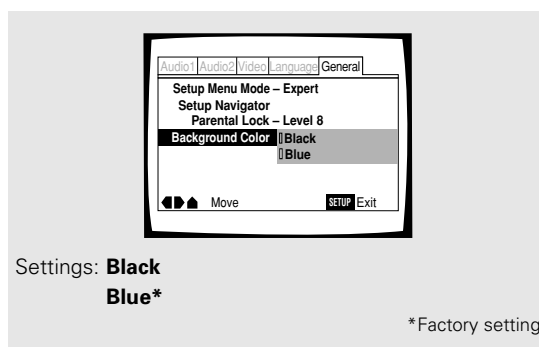 Audio1 Audio2 Video Language General
Setup Menu Mode – Expert
Setup Navigator
Parental Lock – Level 8
Background Color Black
Blue
Move SETUP Exit
Settings: Black
Blue*
*Factory setting